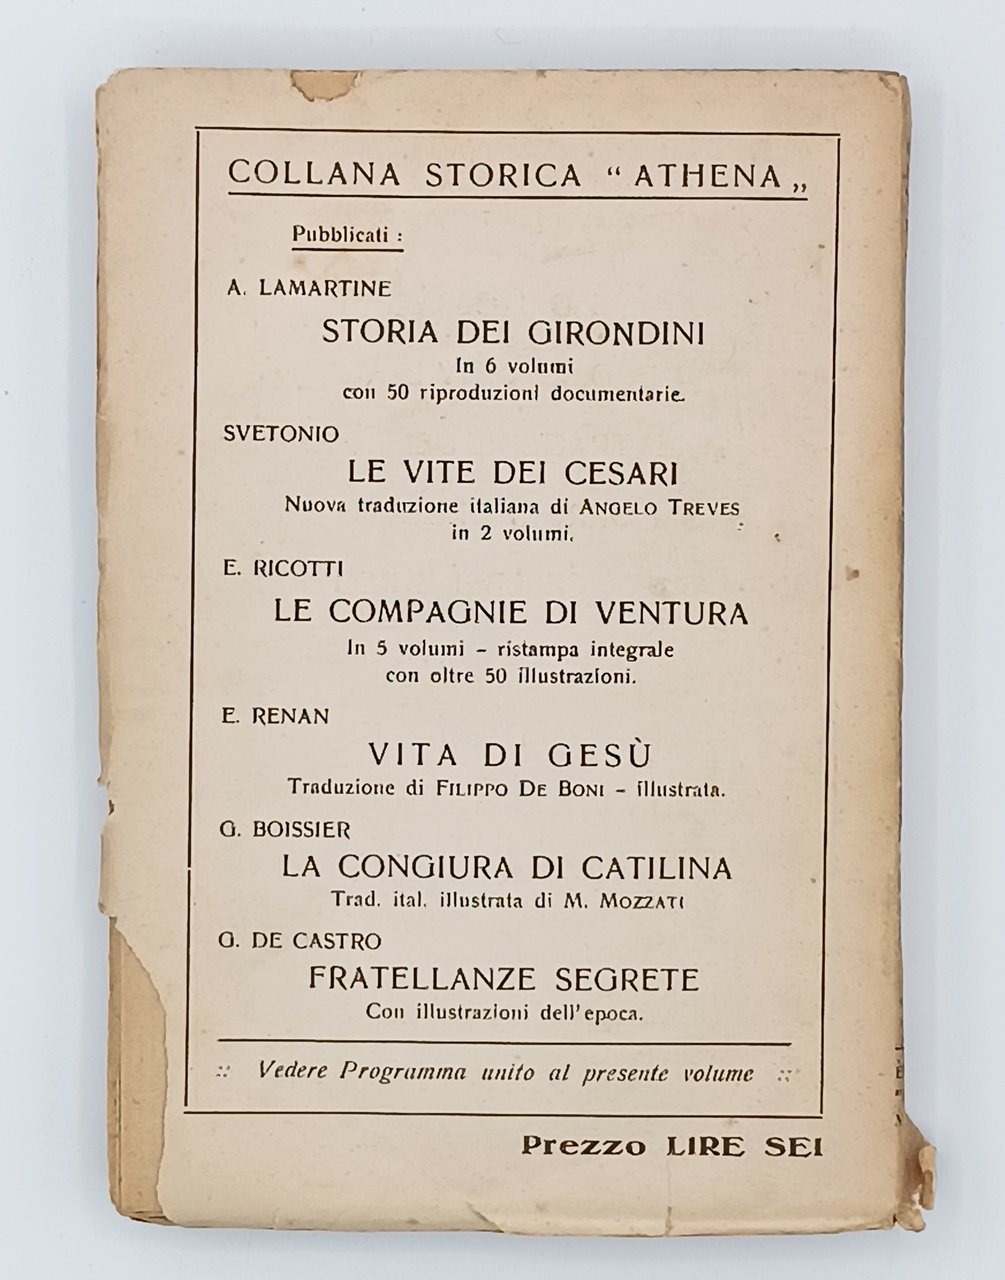 COLLANA STORICA “ ATHENA „
Pubblicati :
A. LAMARTINE
STORIA DEI GIRONDINI
In 6 volumi
con 50 riproduzioni documentarie.
SVETONIO
LE VITE DEI CESARI
Nuova traduzione italiana di ANGELO TREVES
in 2 volumi.
E. RICOTTI
LE COMPAGNIE DI VENTURA
In 5 volumi – ristampa integrale
con oltre 50 illustrazioni.
E. RENAN
VITA DI GESÙ
Traduzione di FILIPPO DE BONI – illustrata.
G. BOISSIER
LA CONGIURA DI CATILINA
Trad. ital. illustrata di M. MOZZATI
G. DE CASTRO
FRATELLANZE SEGRETE
Con illustrazioni dell'epoca.
:: Vedere Programma unito al presente volume ::
Prezzo LIRE SEI